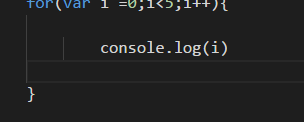 for(var i =0;i<5;i++){
console.log(i)
}